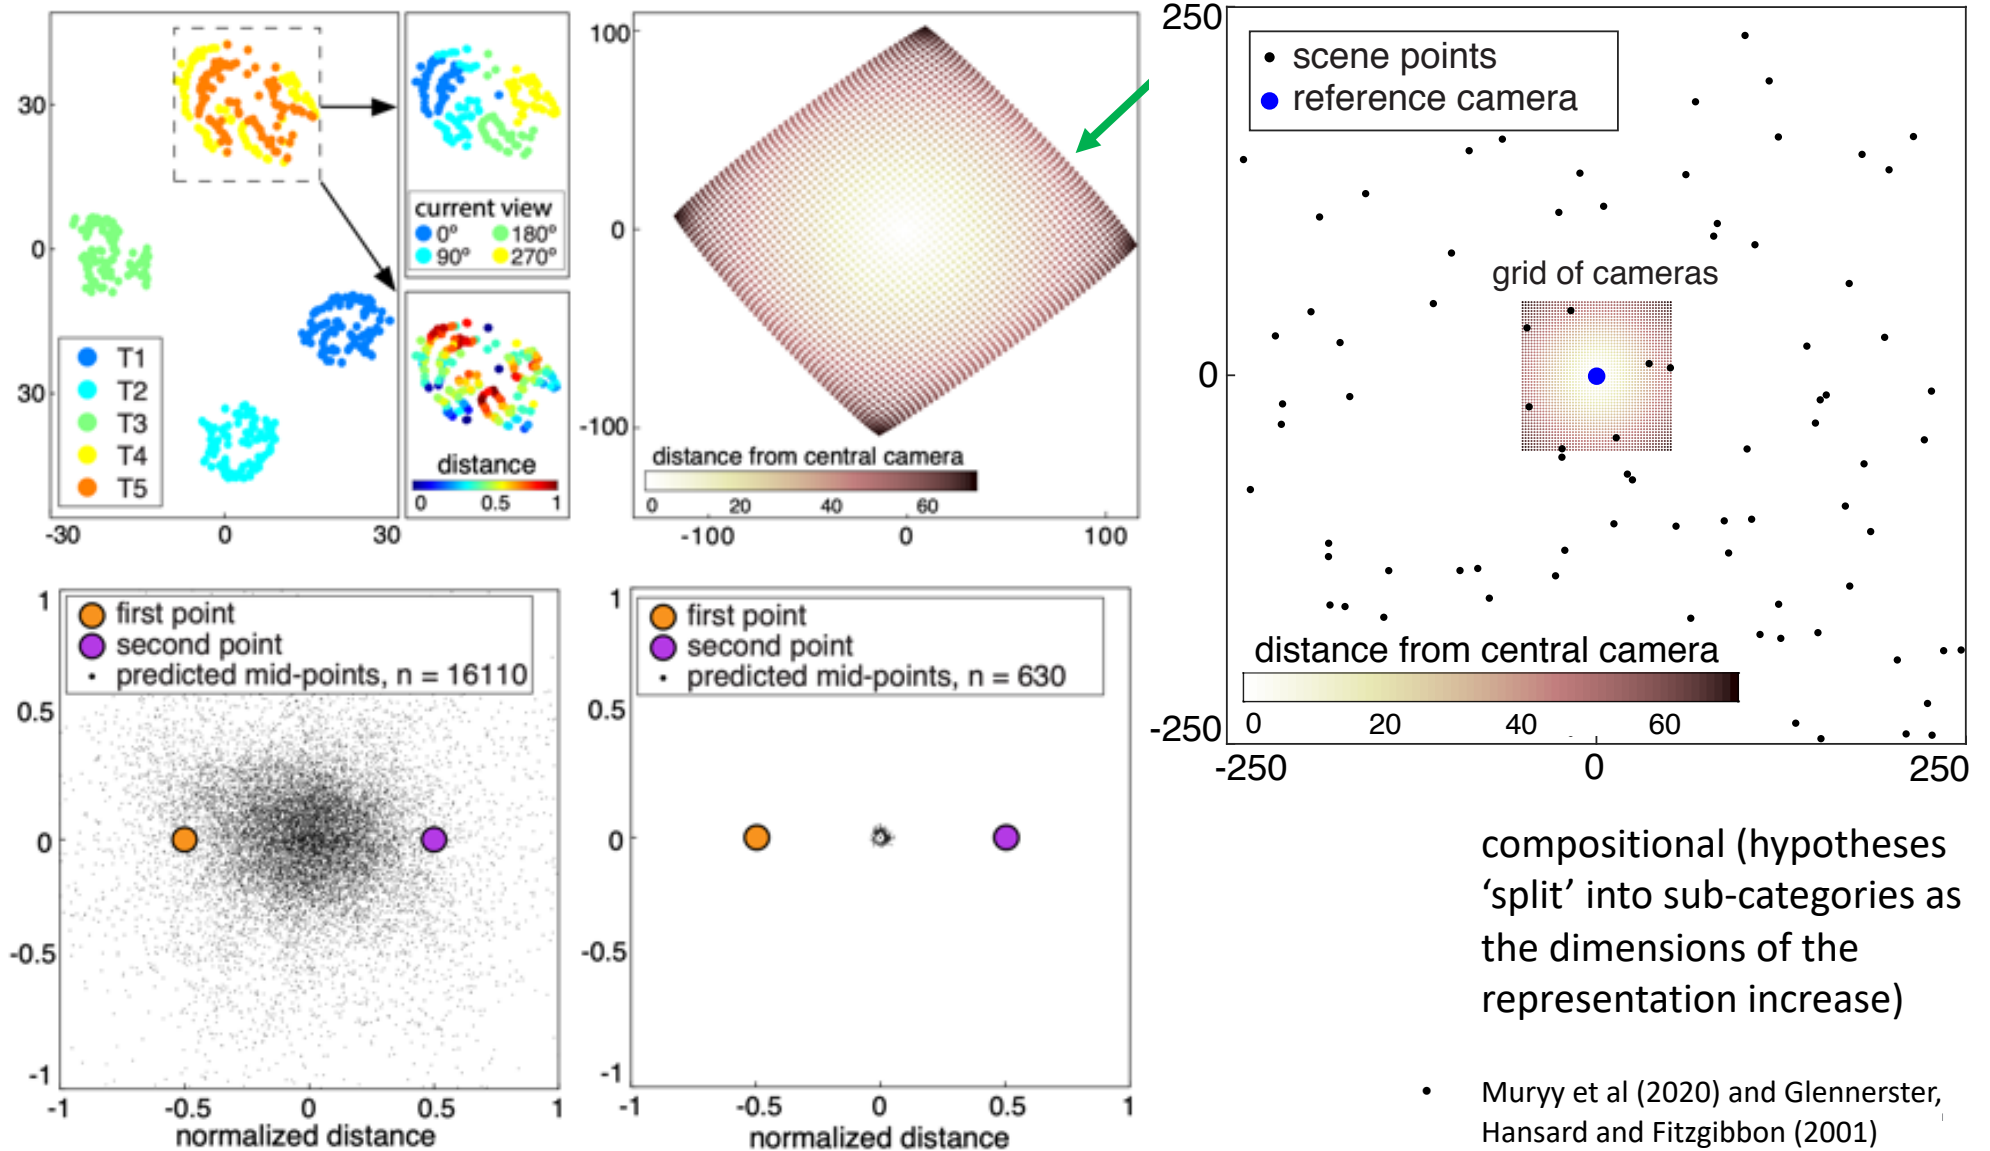 30
0
30
-30
0
30
T1
T2
T3
T4
T5
current view
0º
180º
90º
270º
distance
0
0.5
1
100
0
-100
distance from central camera
0
20
40
60
-100
0
100
250
0
-250
scene points
reference camera
grid of cameras
distance from central camera
0
20
40
60
-250
0
250
1
0.5
0
-0.5
-1
first point
second point
predicted mid-points, n = 16110
-1
-0.5
0
0.5
1
normalized distance
1
0.5
0
-0.5
-1
first point
second point
predicted mid-points, n = 630
-1
-0.5
0
0.5
1
normalized distance
compositional (hypotheses
‘split’ into sub-categories as
the dimensions of the
representation increase)
• Muryy et al (2020) and Glennerster,
Hansard and Fitzgibbon (2001)